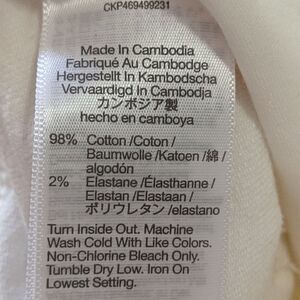 CKP469499231
Made In Cambodia
Fabriqué Au Cambodge
Hergestellt In Kambodscha
Vervaardigd In Cambodja
カンボジア製
hecho en camboya
98% Cotton /Coton /
Baumwolle /Katoen /綿 /
algodón
2% Elastane /Élasthanne /
Elastan /Elastaan /
ポリウレタン /elastano
Turn Inside Out. Machine
Wash Cold With Like Colors.
Non-Chlorine Bleach Only.
Tumble Dry Low. Iron On
Lowest Setting.